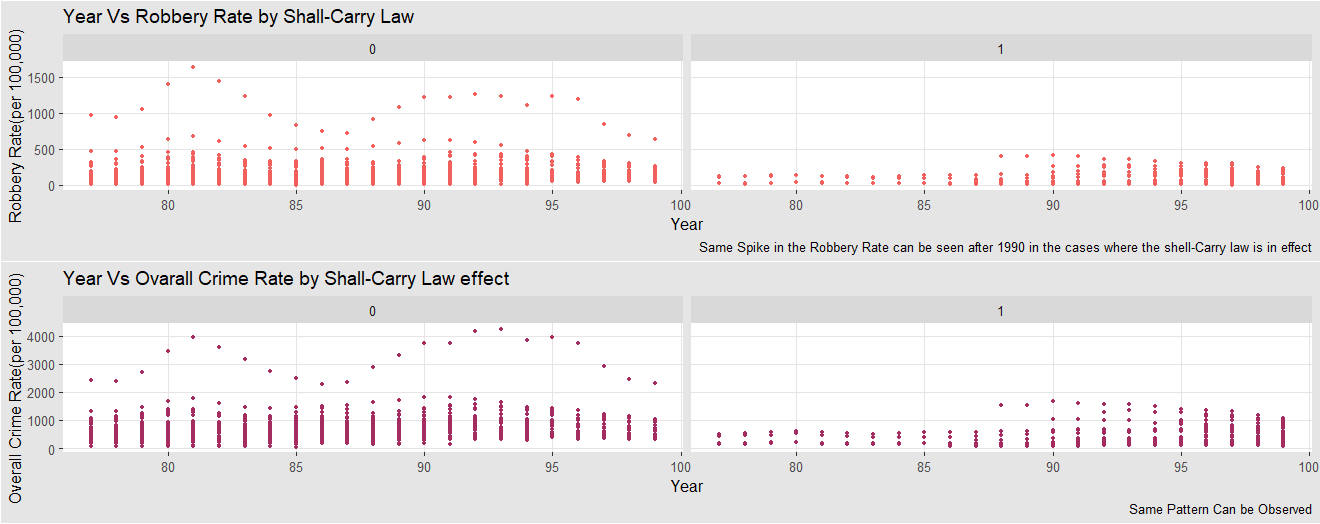 Year Vs Robbery Rate by Shall-Carry Law
0 1
Robbery Rate(per 100,000)
1500
1000
500
0
80 85 90 95 100 80 85 90 95 100
Year
Same Spike in the Robbery Rate can be seen after 1990 in the cases where the shell-Carry law is in effect
Year Vs Ovarall Crime Rate by Shall-Carry Law effect
0 1
Overall Crime Rate(per 100,000)
4000
3000
2000
1000
0
80 85 90 95 100 80 85 90 95 100
Year
Same Pattern Can be Observed